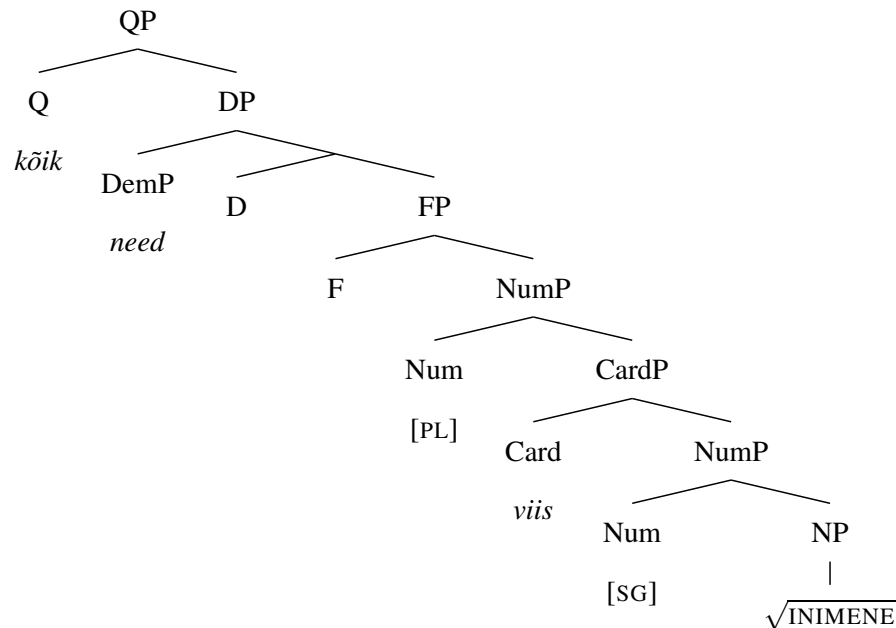 QP
Q DP
kõik
DemP D FP
need
F NumP
Num CardP
[PL]
Card NumP
viis
Num NP
[SG]
√INIMENE